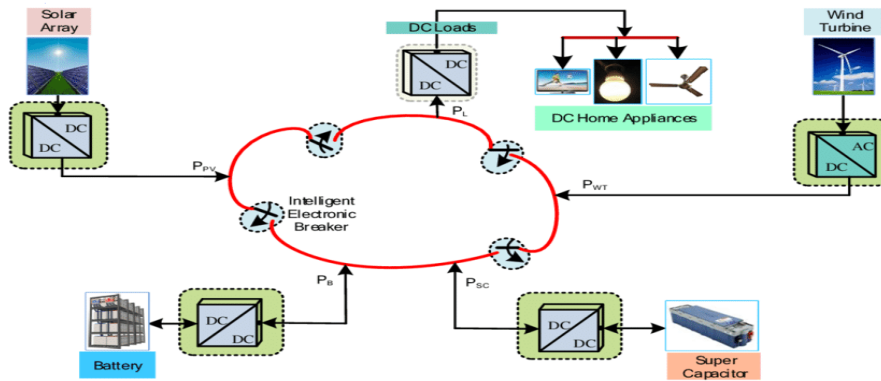 Solar
Array
DC Loads
Wind
Turbine
DC
DC
DC
DC
DC Home Appliances
AC
DC
P_L
P_PV
P_WT
Intelligent
Electronic
Breaker
P_B
P_SC
DC
DC
DC
DC
Battery
Super
Capacitor